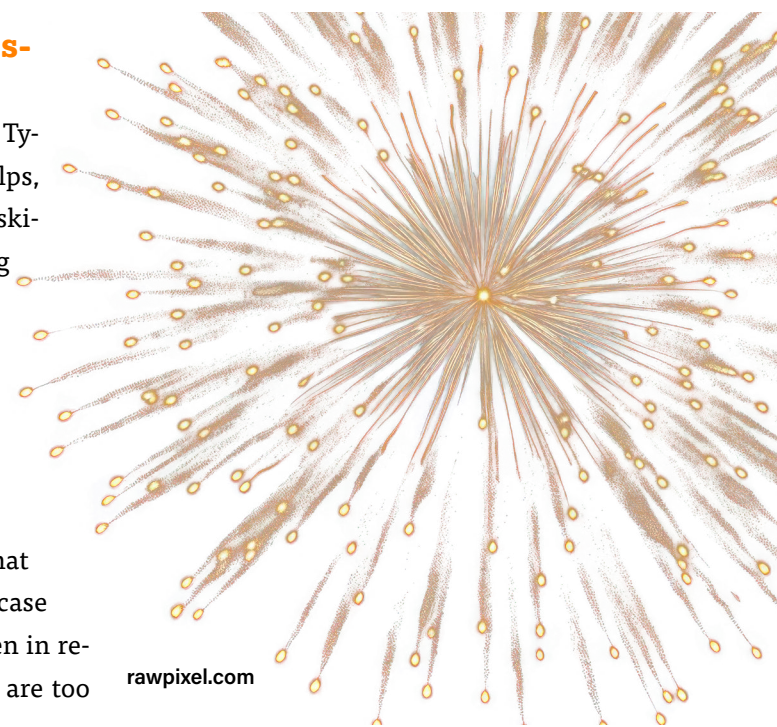 s-
Ty-
lps,
ski-
g
hat
case
en in re-
are too
rawpixel.com